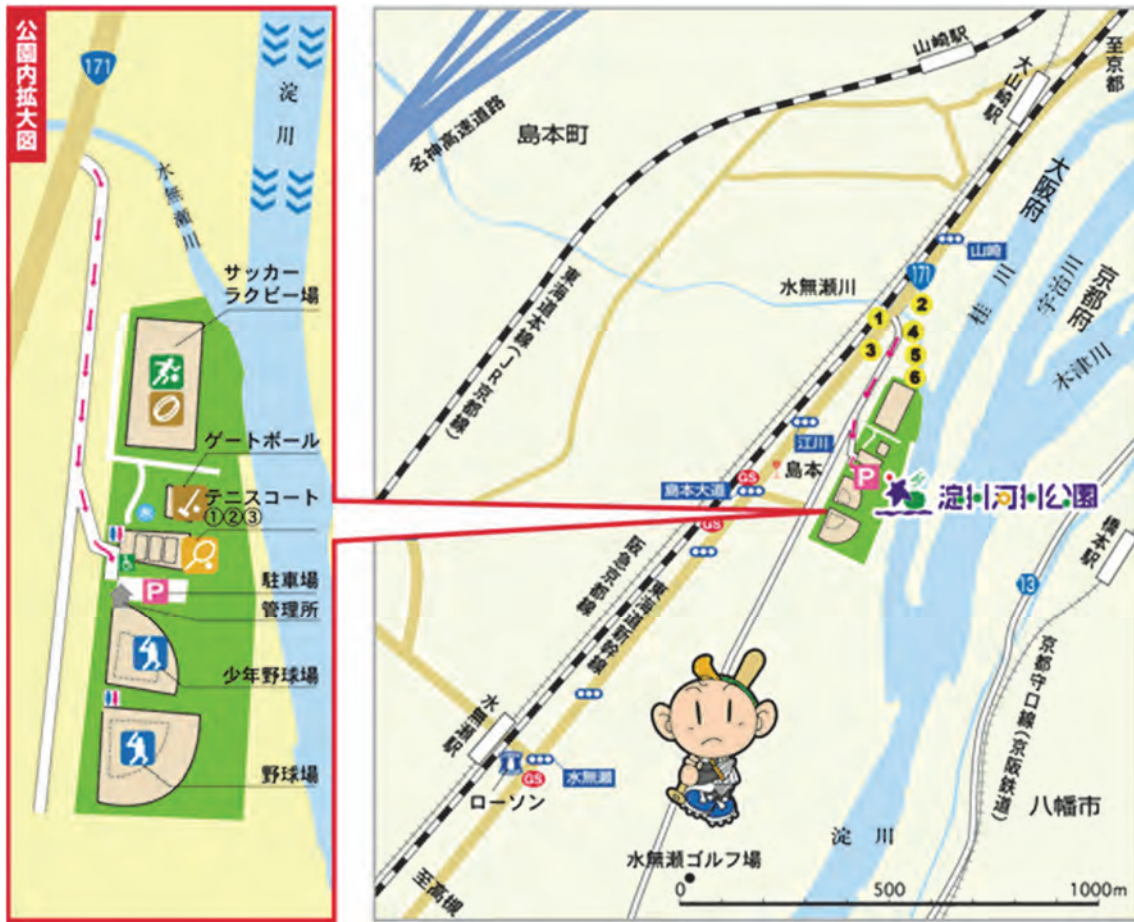 公園内拡大図
171
淀川
水無瀬川
サッカー
ラクビー場
ゲートボール
テニスコート
①②③
駐車場
P
管理所
少年野球場
野球場
山崎駅
大山崎駅
至京都
名神高速道路
島本町
大阪府
京都府
桂川
宇治川
木津川
山崎
171
水無瀬川
東海道本線(JR京都線)
1
2
3
4
5
6
江川
島本
GS
島本大道
GS
P
淀川河川公園
橋本駅
13
阪急京都線
東海道新幹線
京都守口線(京阪鉄道)
水無瀬駅
水無瀬
GS
ローソン
八幡市
淀川
水無瀬ゴルフ場
至高槻
0 500 1000m